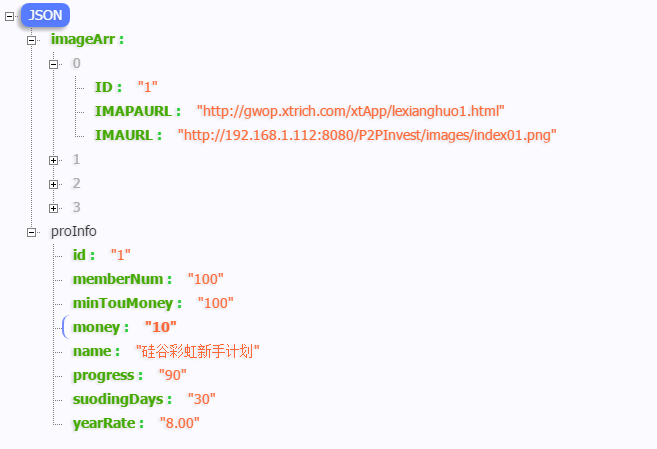 JSON
imageArr :
0
ID : "1"
IMAPAURL : "http://gwop.xtrich.com/xtApp/lexianghuo1.html"
IMAURL : "http://192.168.1.112:8080/P2PInvest/images/index01.png"
1
2
3
proInfo
id : "1"
memberNum : "100"
minTouMoney : "100"
money : "10"
name : "硅谷彩虹新手计划"
progress : "90"
suodingDays : "30"
yearRate : "8.00"